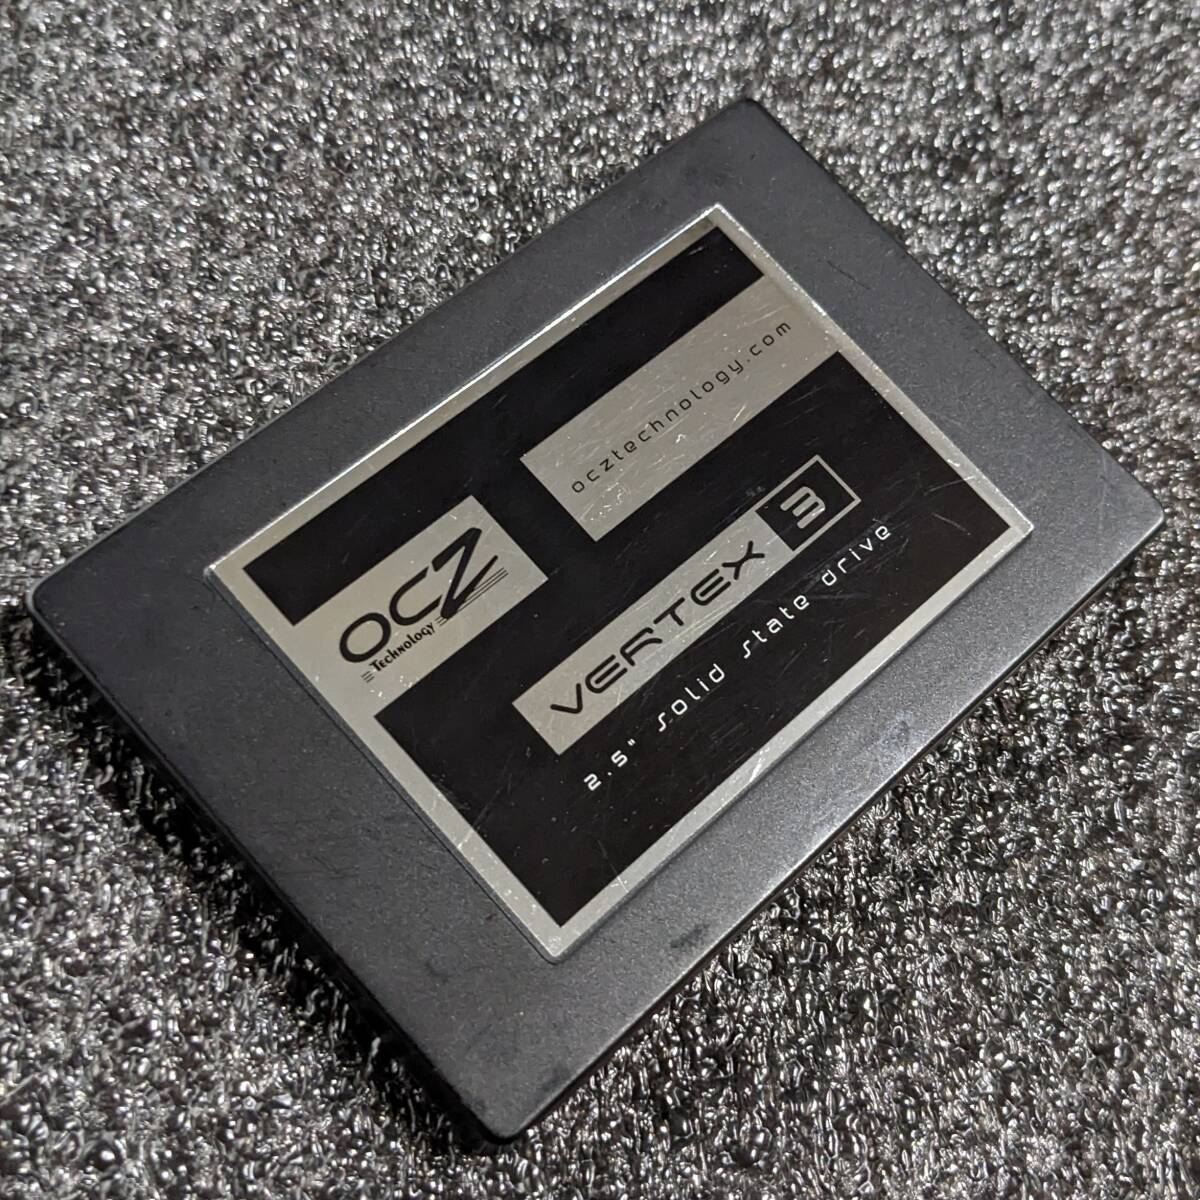 ocztechnology.com
OCZ
Technology
VERTEX 3
2.5" solid state drive